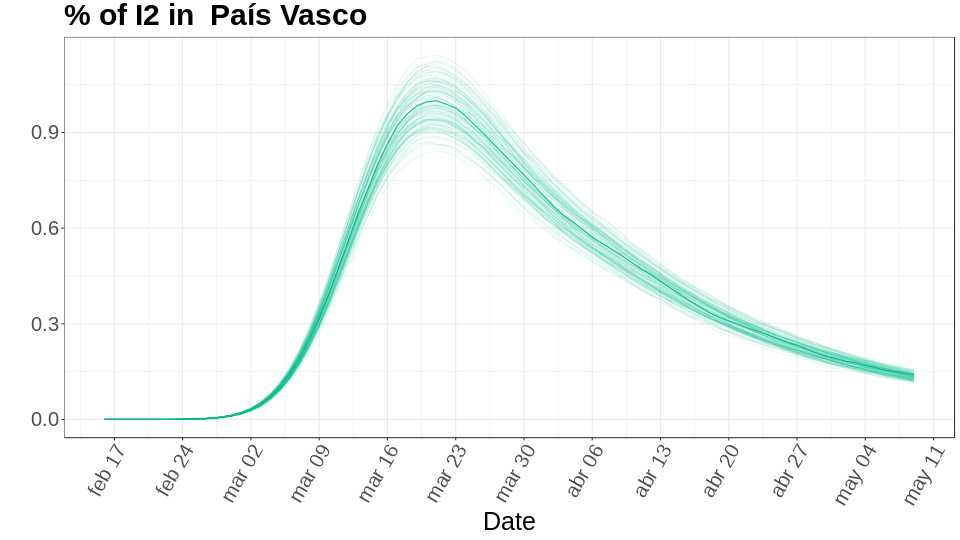 % of I2 in  País Vasco
0.9
0.6
0.3
0.0
feb 17
feb 24
mar 02
mar 09
mar 16
mar 23
mar 30
abr 06
abr 13
abr 20
abr 27
may 04
may 11
Date